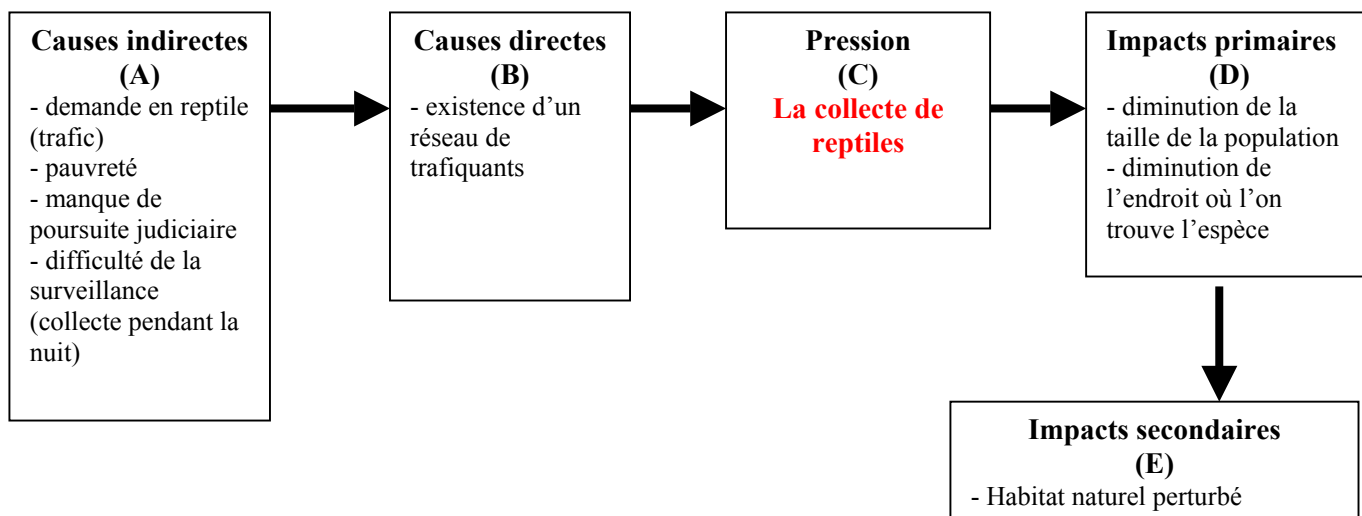 Causes indirectes
(A)
- demande en reptile
(trafic)
- pauvreté
- manque de
poursuite judiciaire
- difficulté de la
surveillance
(collecte pendant la
nuit)
Causes directes
(B)
- existence d’un
réseau de
trafiquants
Pression
(C)
La collecte de
reptiles
Impacts primaires
(D)
- diminution de la
taille de la population
- diminution de
l’endroit où l’on
trouve l’espèce
Impacts secondaires
(E)
- Habitat naturel perturbé